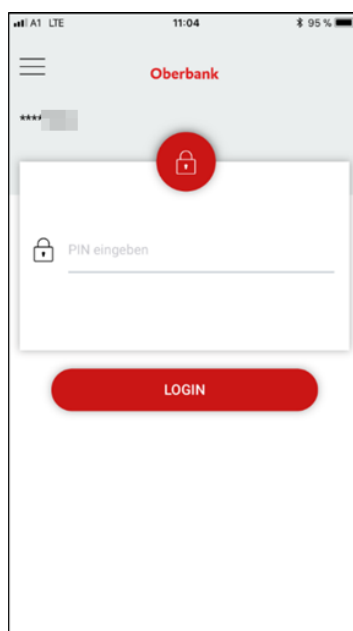 A1 LTE 11:04 95 %
Oberbank
****
PIN eingeben
LOGIN